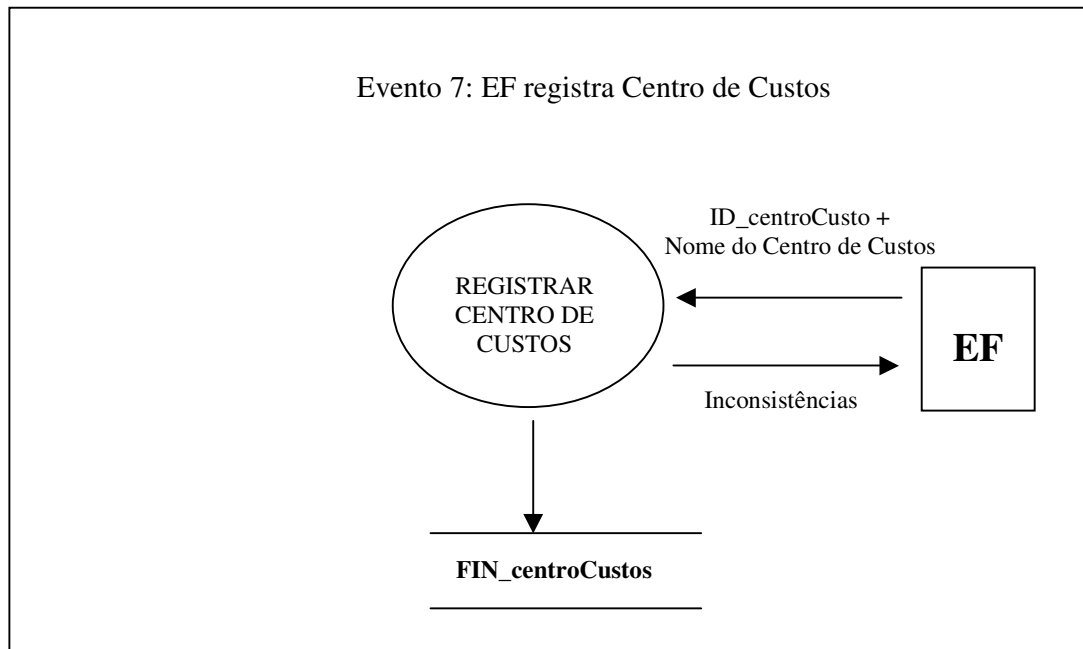 Evento 7: EF registra Centro de Custos
ID_centroCusto +
Nome do Centro de Custos
REGISTRAR
CENTRO DE
CUSTOS
EF
Inconsistências
FIN_centroCustos